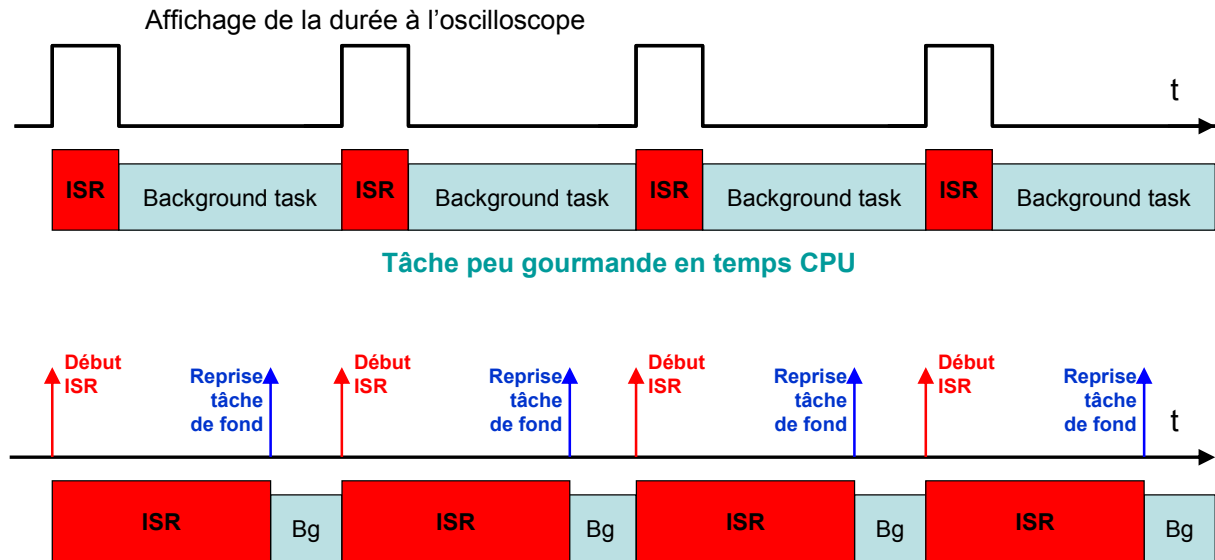 Affichage de la durée à l'oscilloscope
t
ISR Background task ISR Background task ISR Background task ISR Background task
Tâche peu gourmande en temps CPU
Début
ISR
Reprise
tâche
de fond
Début
ISR
Reprise
tâche
de fond
Début
ISR
Reprise
tâche
de fond
Début
ISR
Reprise
tâche
de fond
t
ISR Bg ISR Bg ISR Bg ISR Bg